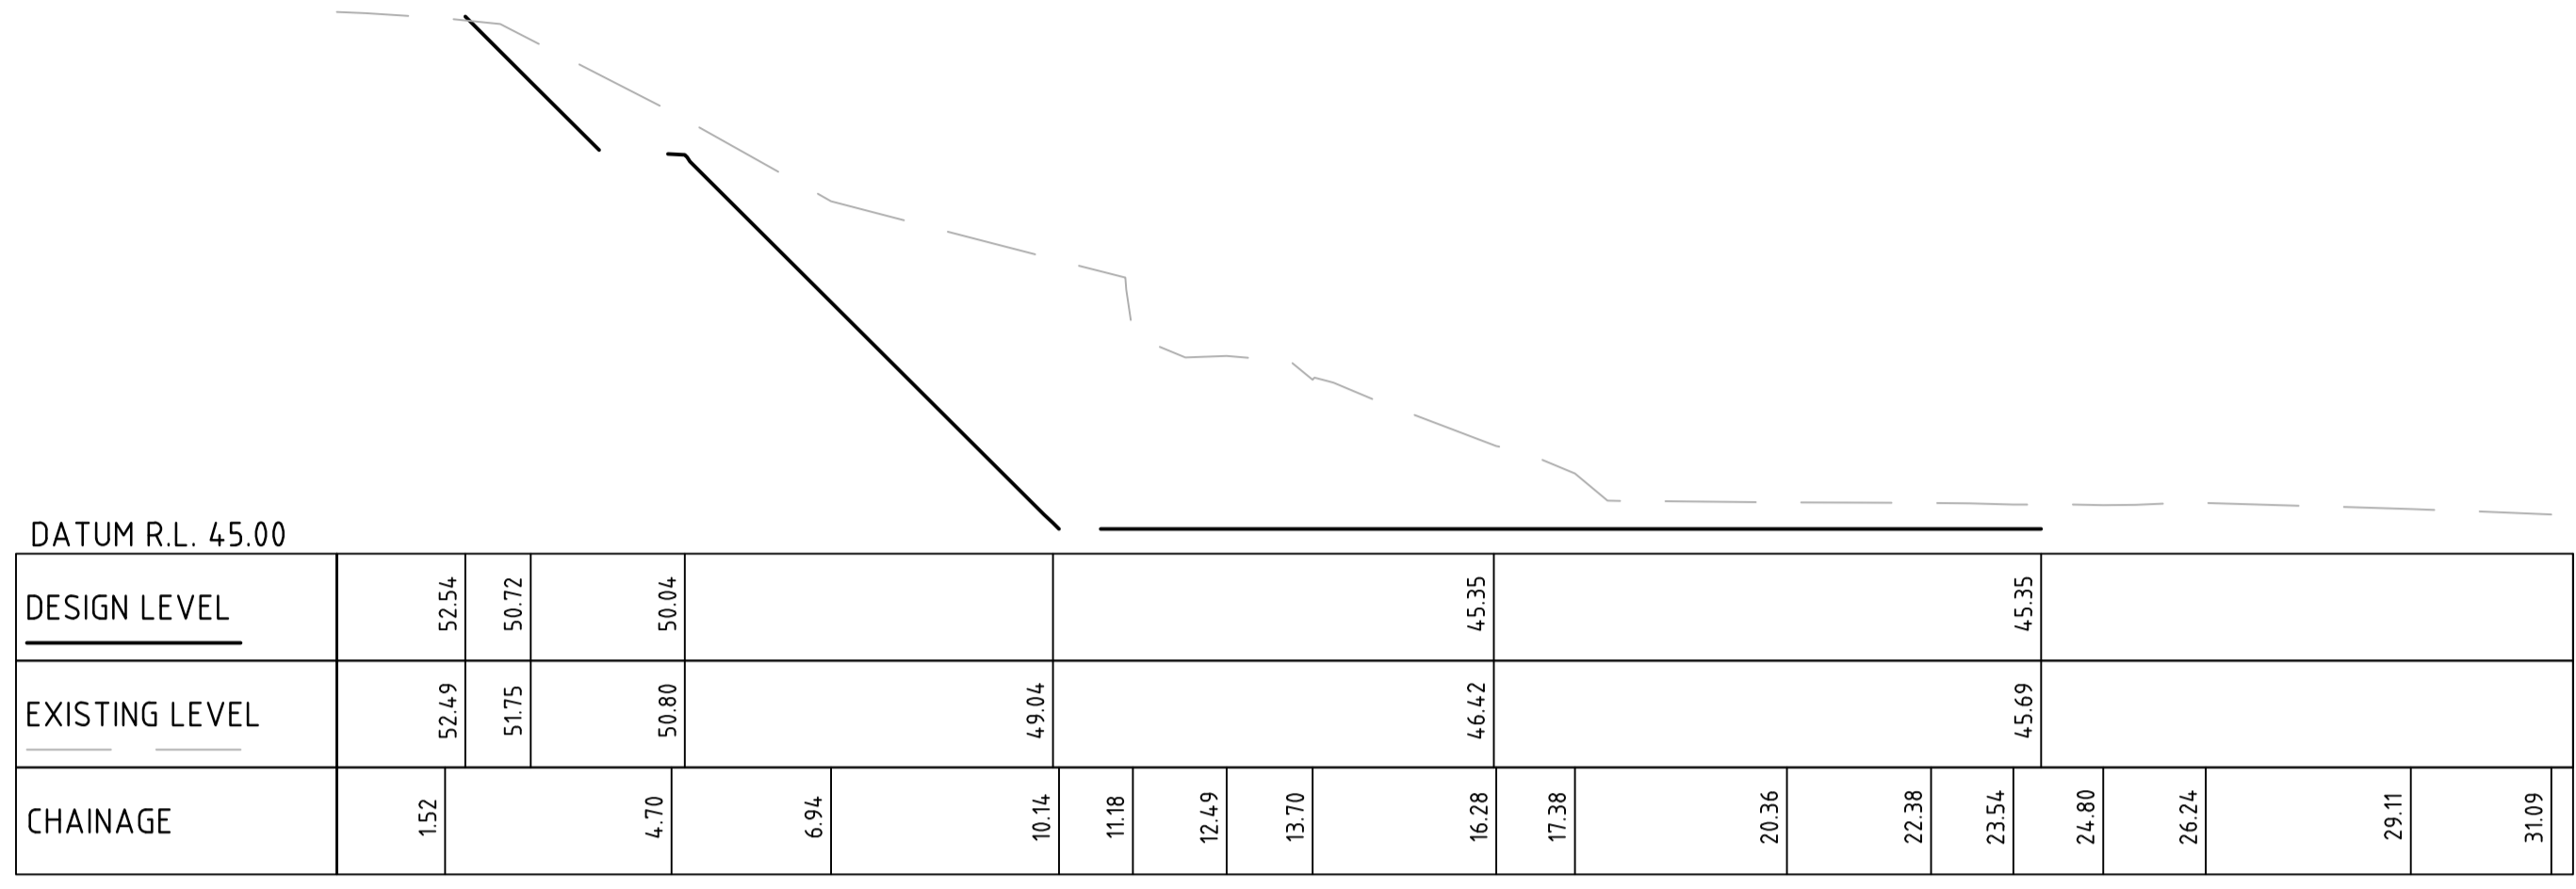 DATUM R.L. 45.00
DESIGN LEVEL 52.54 50.72 50.04 45.35 45.35
EXISTING LEVEL 52.49 51.75 50.80 49.04 46.42 45.69
CHAINAGE 1.52 4.70 6.94 10.14 11.18 12.49 13.70 16.28 17.38 20.36 22.38 23.54 24.80 26.24 29.11 31.09